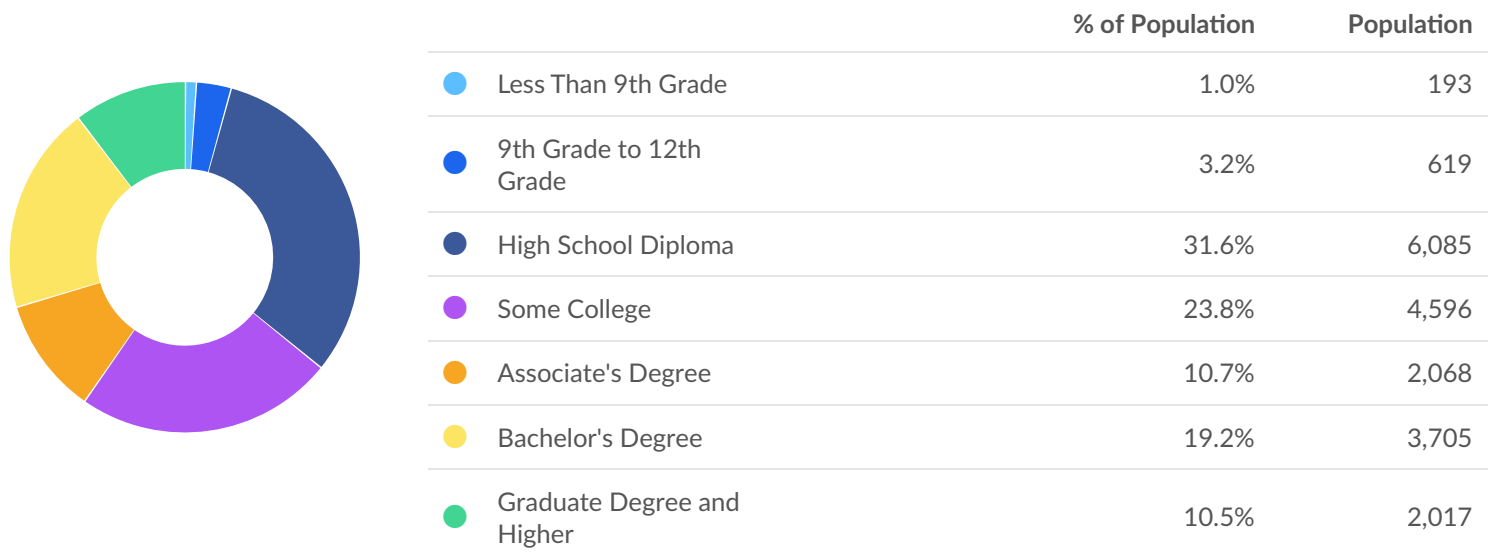 % of Population Population
Less Than 9th Grade 1.0% 193
9th Grade to 12th
Grade 3.2% 619
High School Diploma 31.6% 6,085
Some College 23.8% 4,596
Associate's Degree 10.7% 2,068
Bachelor's Degree 19.2% 3,705
Graduate Degree and
Higher 10.5% 2,017